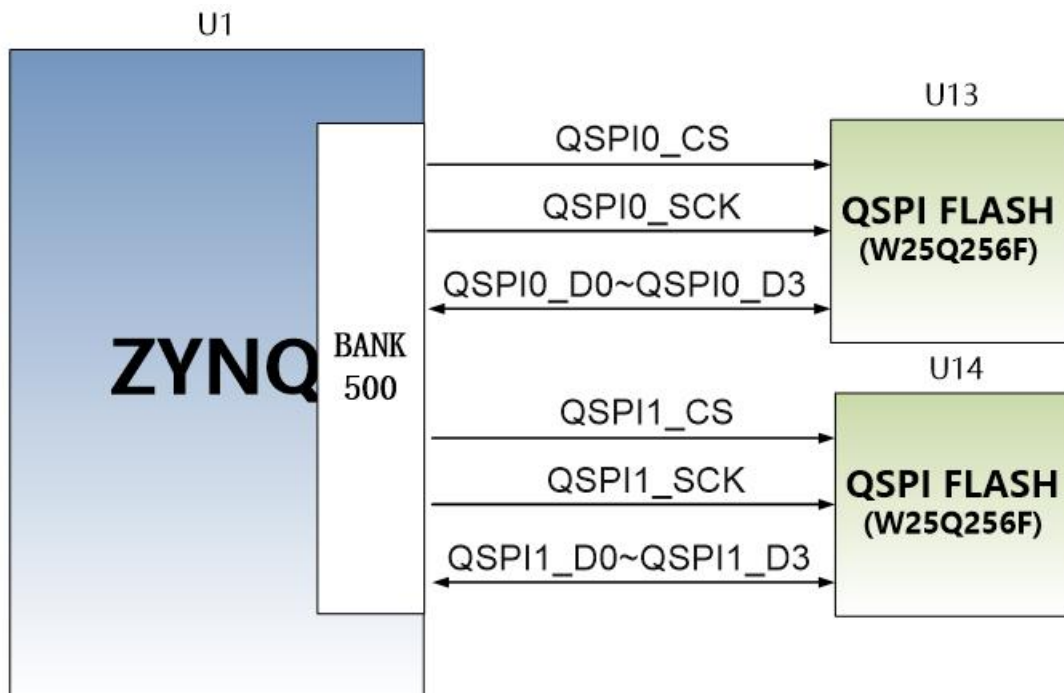 U1
ZYNQ
BANK
500
QSPI0_CS
QSPI0_SCK
QSPI0_D0~QSPI0_D3
U13
QSPI FLASH
(W25Q256F)
QSPI1_CS
QSPI1_SCK
QSPI1_D0~QSPI1_D3
U14
QSPI FLASH
(W25Q256F)